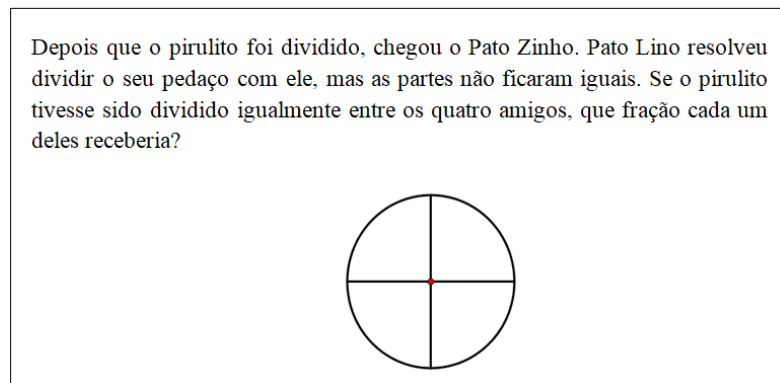 Depois que o pirulito foi dividido, chegou o Pato Zinho. Pato Lino resolveu
dividir o seu pedaço com ele, mas as partes não ficaram iguais. Se o pirulito
tivesse sido dividido igualmente entre os quatro amigos, que fração cada um
deles receberia?